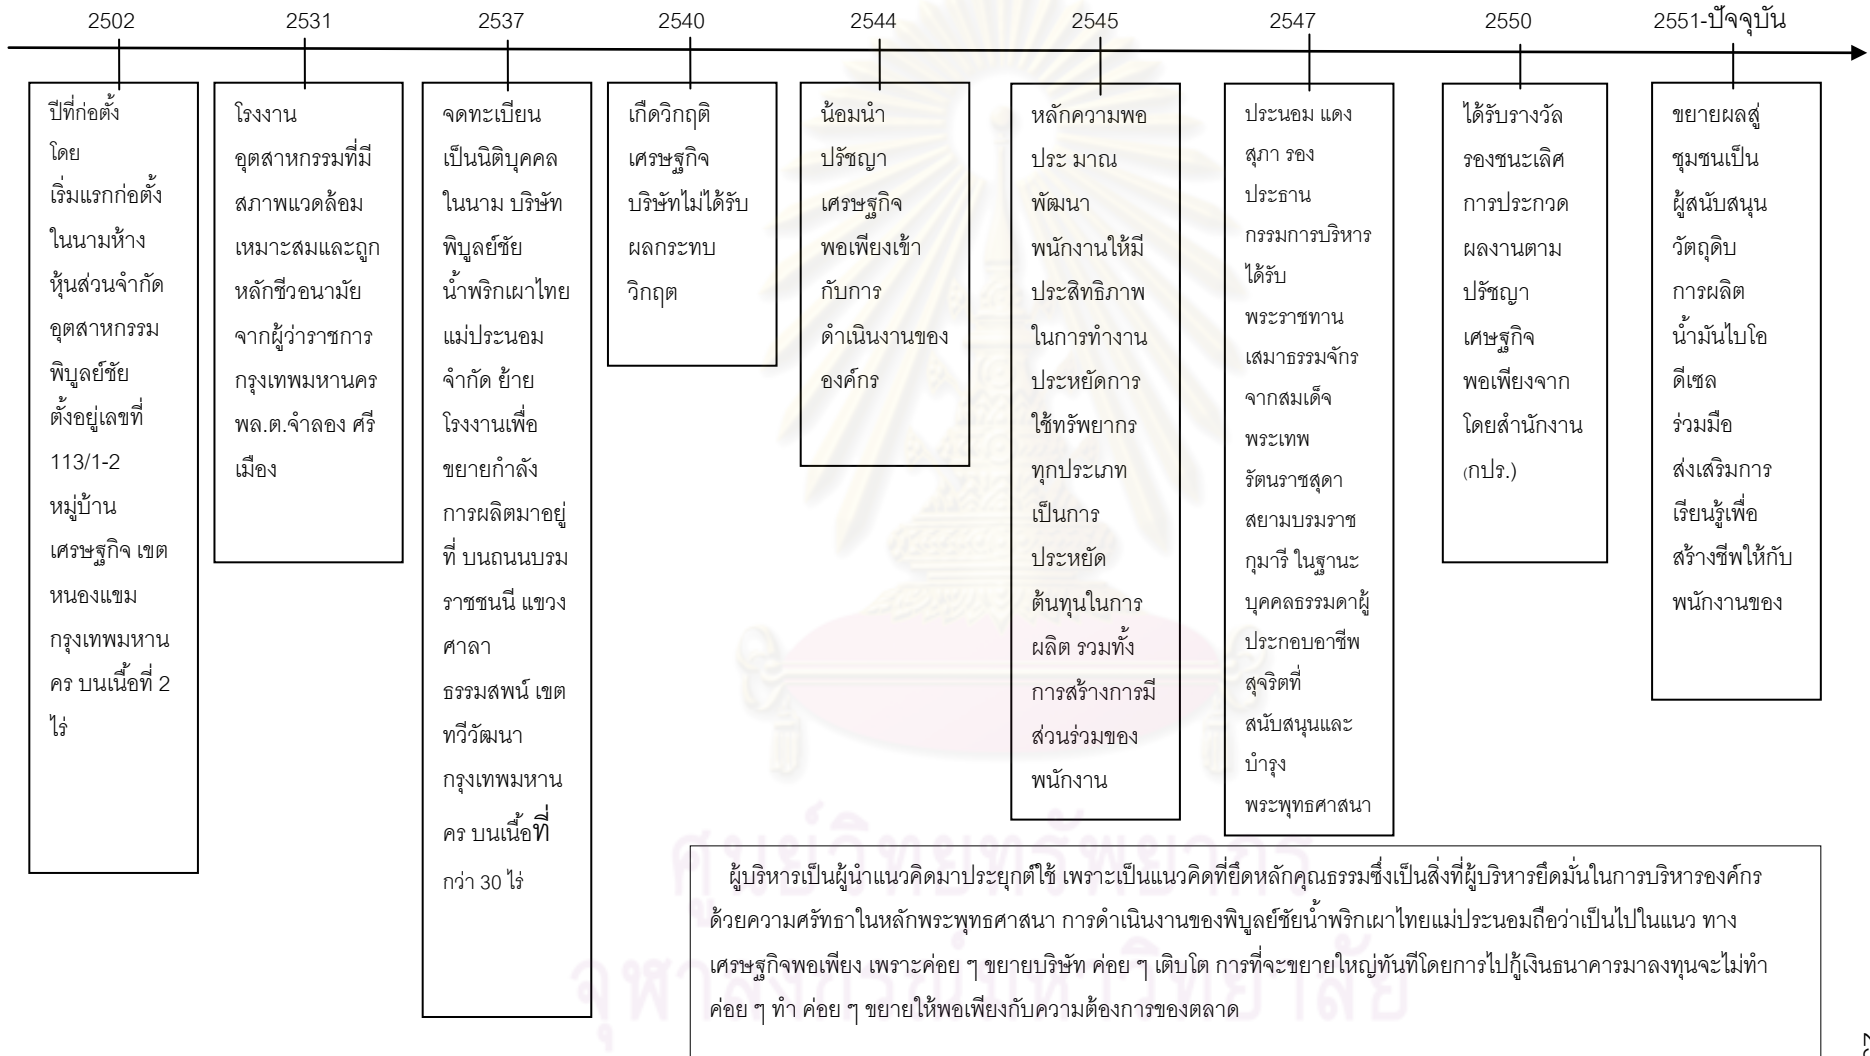 2502 2531 2537 2540 2544 2545 2547 2550 2551-ปัจจุบัน
ปีที่ก่อตั้ง
โดย
เริ่มแรกก่อตั้ง
ในนามห้าง
หุ้นส่วนจำกัด
อุตสาหกรรม
พิบูลย์ชัย
ตั้งอยู่เลขที่
113/1-2
หมู่บ้าน
เศรษฐกิจ เขต
หนองแขม
กรุงเทพมหาน
คร บนเนื้อที่ 2
ไร่
โรงงาน
อุตสาหกรรมที่มี
สภาพแวดล้อม
เหมาะสมและถูก
หลักชีวอนามัย
จากผู้ว่าราชการ
กรุงเทพมหานคร
พล.ต.จำลอง ศรี
เมือง
จดทะเบียน
เป็นนิติบุคคล
ในนาม บริษัท
พิบูลย์ชัย
น้ำพริกเผาไทย
แม่ประนอม
จำกัด ย้าย
โรงงานเพื่อ
ขยายกำลัง
การผลิตมาอยู่
ที่ บนถนนบรม
ราชชนนี แขวง
ศาลา
ธรรมสพน์ เขต
ทวีวัฒนา
กรุงเทพมหาน
คร บนเนื้อที่
กว่า 30 ไร่
เกิดวิกฤติ
เศรษฐกิจ
บริษัทไม่ได้รับ
ผลกระทบ
วิกฤต
น้อมนำ
ปรัชญา
เศรษฐกิจ
พอเพียงเข้า
กับการ
ดำเนินงานของ
องค์กร
หลักความพอ
ประ มาณ
พัฒนา
พนักงานให้มี
ประสิทธิภาพ
ในการทำงาน
ประหยัดการ
ใช้ทรัพยากร
ทุกประเภท
เป็นการ
ประหยัด
ต้นทุนในการ
ผลิต รวมทั้ง
การสร้างการมี
ส่วนร่วมของ
พนักงาน
ประนอม แดง
สุภา รอง
ประธาน
กรรมการบริหาร
ได้รับ
พระราชทาน
เสมาธรรมจักร
จากสมเด็จ
พระเทพ
รัตนราชสุดา
สยามบรมราช
กุมารี ในฐานะ
บุคคลธรรมดาผู้
ประกอบอาชีพ
สุจริตที่
สนับสนุนและ
บำรุง
พระพุทธศาสนา
ได้รับรางวัล
รองชนะเลิศ
การประกวด
ผลงานตาม
ปรัชญา
เศษฐกิจ
พอเพียงจาก
โดยสำนักงาน
(กปร.)
ขยายผลสู่
ชุมชนเป็น
ผู้สนับสนุน
วัตถุดิบ
การผลิต
น้ำมันไบโอ
ดีเซล
ร่วมมือ
ส่งเสริมการ
เรียนรู้เพื่อ
สร้างชีพให้กับ
พนักงานของ
ผู้บริหารเป็นผู้นำแนวคิดมาประยุกต์ใช้ เพราะเป็นแนวคิดที่ยึดหลักคุณธรรมซึ่งเป็นสิ่งที่ผู้บริหารยึดมั่นในการบริหารองค์กร
ด้วยความศรัทธาในหลักพระพุทธศาสนา การดำเนินงานของพิบูลย์ชัยน้ำพริกเผาไทยแม่ประนอมถือว่าเป็นไปในแนว ทาง
เศรษฐกิจพอเพียง เพราะค่อย ๆ ขยายบริษัท ค่อย ๆ เติบโต การที่จะขยายใหญ่ทันทีโดยการไปกู้เงินธนาคารมาลงทุนจะไม่ทำ
ค่อย ๆ ทำ ค่อย ๆ ขยายให้พอเพียงกับความต้องการของตลาด
ศูนย์วิทยทรัพยากร
จุฬาลงกรณ์มหาวิทยาลัย